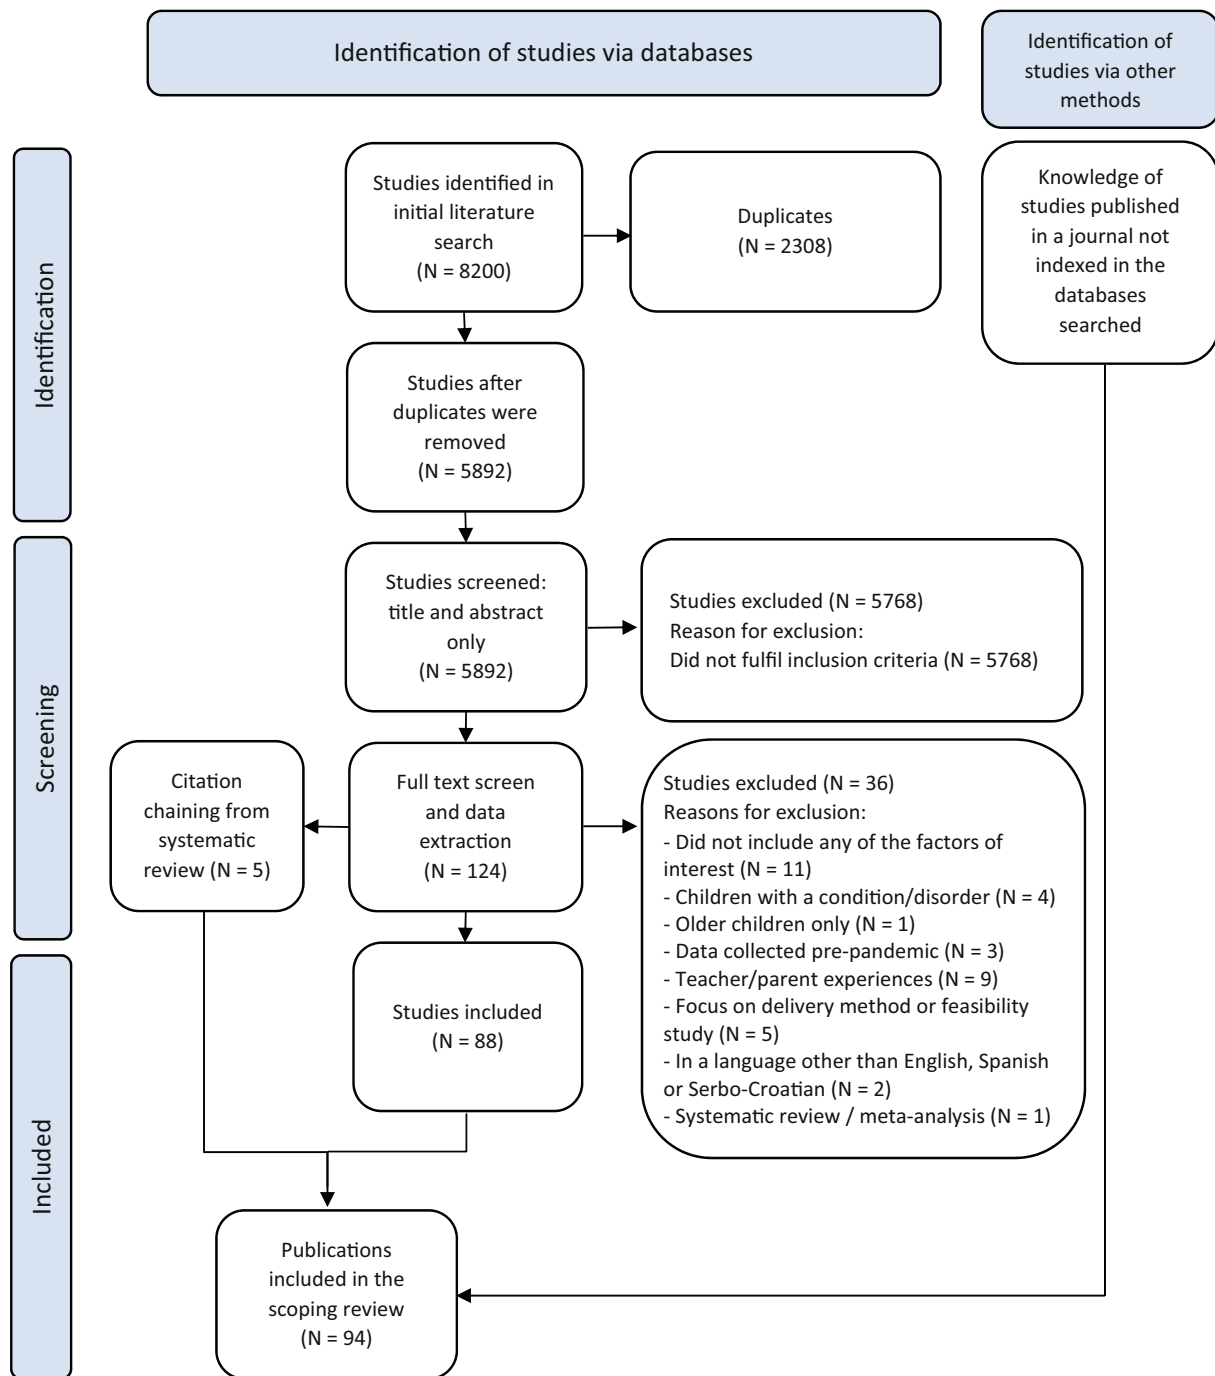 Identification of studies via databases
Identification of
studies via other
methods
Identification
Studies identified in
initial literature
search
(N = 8200)
Duplicates
(N = 2308)
Knowledge of
studies published
in a journal not
indexed in the
databases
searched
Studies after
duplicates were
removed
(N = 5892)
Screening
Studies screened:
title and abstract
only
(N = 5892)
Studies excluded (N = 5768)
Reason for exclusion:
Did not fulfil inclusion criteria (N = 5768)
Citation
chaining from
systematic
review (N = 5)
Full text screen
and data
extraction
(N = 124)
Studies excluded (N = 36)
Reasons for exclusion:
- Did not include any of the factors of
interest (N = 11)
- Children with a condition/disorder (N = 4)
- Older children only (N = 1)
- Data collected pre-pandemic (N = 3)
- Teacher/parent experiences (N = 9)
- Focus on delivery method or feasibility
study (N = 5)
- In a language other than English, Spanish
or Serbo-Croatian (N = 2)
- Systematic review / meta-analysis (N = 1)
Included
Studies included
(N = 88)
Publications
included in the
scoping review
(N = 94)